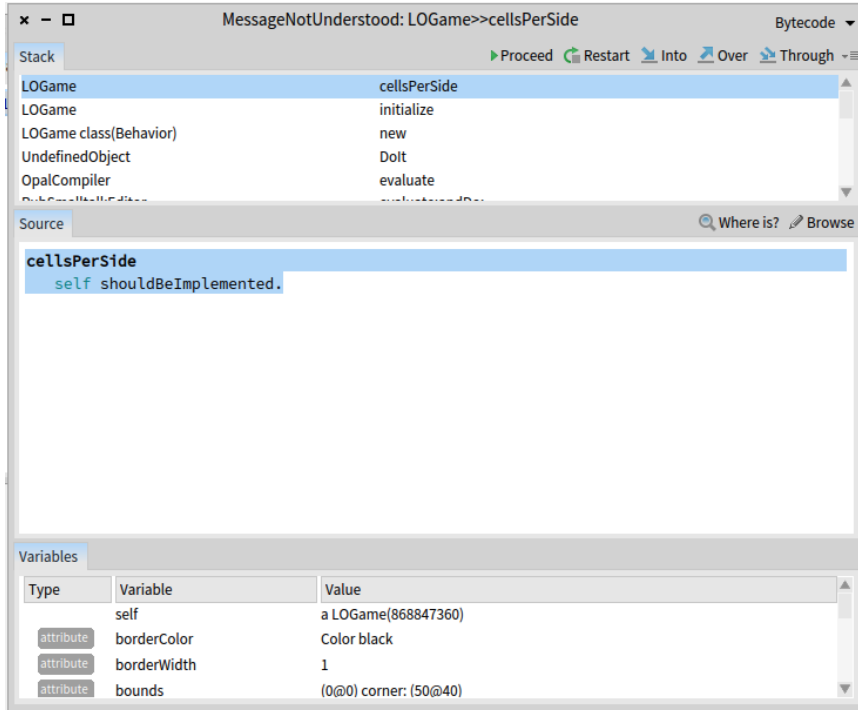 MessageNotUnderstood: LOGame>>cellsPerSide Bytecode
Stack Proceed Restart Into Over Through
LOGame cellsPerSide
LOGame initialize
LOGame class(Behavior) new
UndefinedObject DoIt
OpalCompiler evaluate
Source Where is? Browse
cellsPerSide
self shouldBeImplemented.
Variables
Type Variable Value
self a LOGame(868847360)
attribute borderColor Color black
attribute borderWidth 1
attribute bounds (0@0) corner: (50@40)